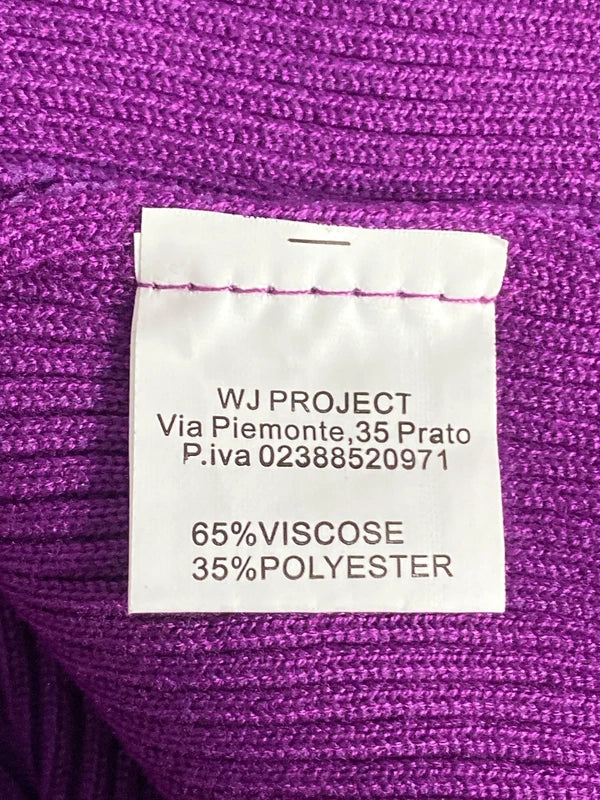 WJ PROJECT
Via Piemonte,35 Prato
P.iva 02388520971
65%VISCOSE
35%POLYESTER